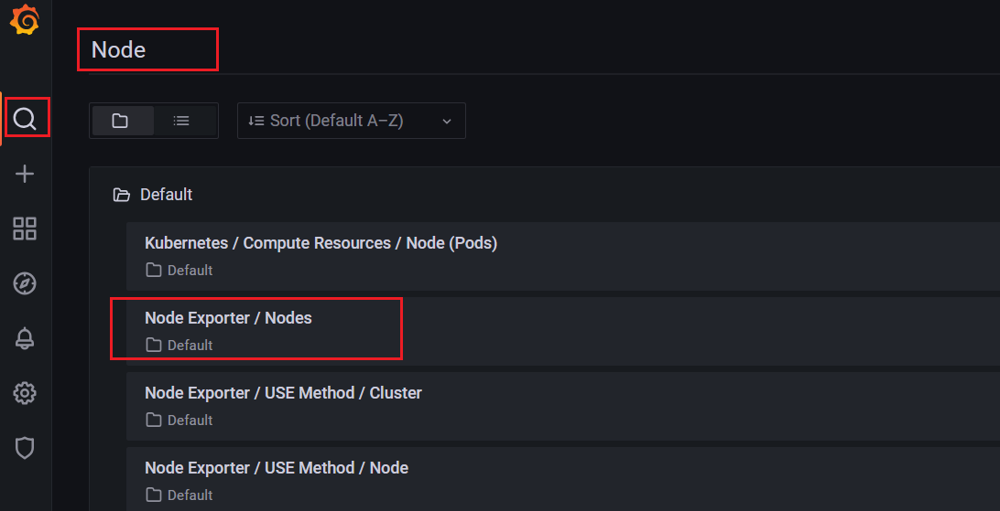 Node
Sort (Default A–Z)
Default
Kubernetes / Compute Resources / Node (Pods)
Default
Node Exporter / Nodes
Default
Node Exporter / USE Method / Cluster
Default
Node Exporter / USE Method / Node
Default